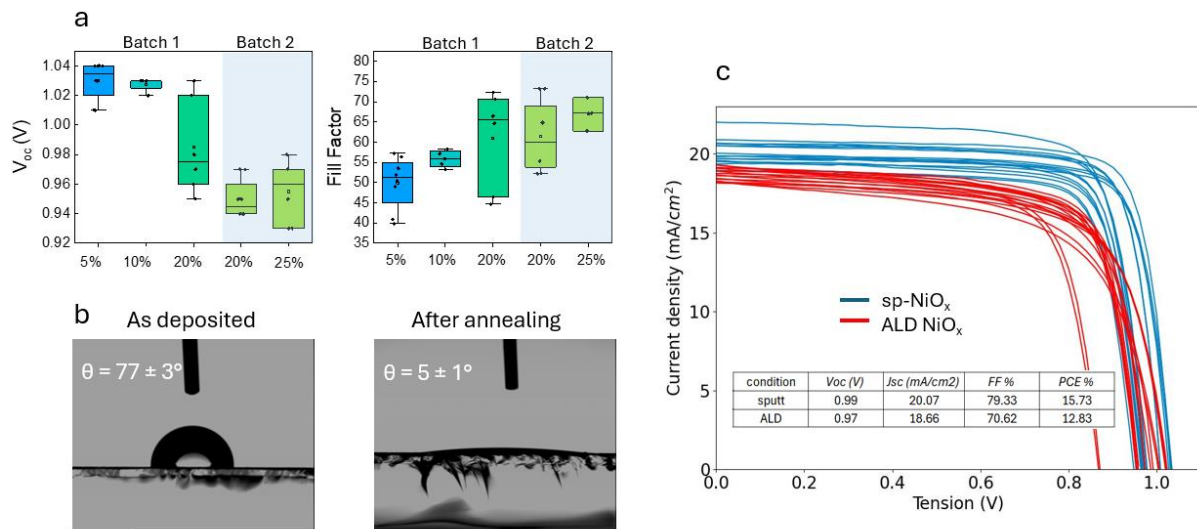 a
Batch 1
Batch 2
V_oc (V)
1.04
1.02
1.00
0.98
0.96
0.94
0.92
5%
10%
20%
20%
25%
Batch 1
Batch 2
Fill Factor
80
75
70
65
60
55
50
45
40
35
5%
10%
20%
20%
25%
b
As deposited
θ = 77 ± 3°
After annealing
θ = 5 ± 1°
c
Current density (mA/cm²)
20
15
10
5
0
sp-NiOₓ
ALD NiOₓ
condition Voc (V) Jsc (mA/cm2) FF % PCE %
sputt 0.99 20.07 79.33 15.73
ALD 0.97 18.66 70.62 12.83
0.0 0.2 0.4 0.6 0.8 1.0
Tension (V)